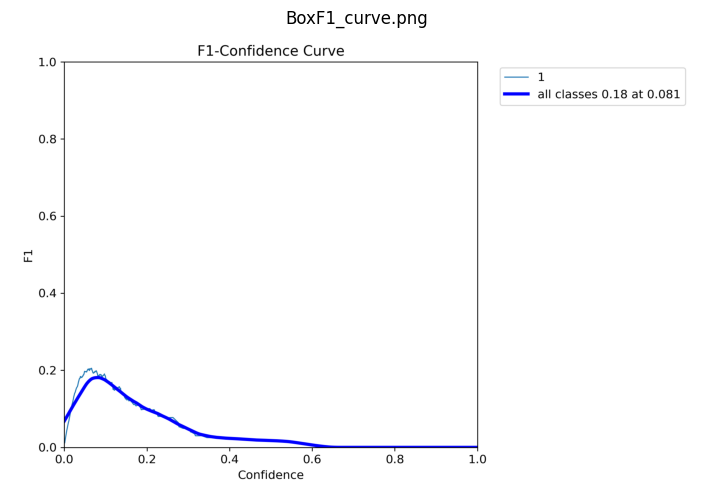 BoxF1_curve.png
F1-Confidence Curve
1
all classes 0.18 at 0.081
1.0
0.8
0.6
0.4
0.2
0.0
F1
0.0 0.2 0.4 0.6 0.8 1.0
Confidence